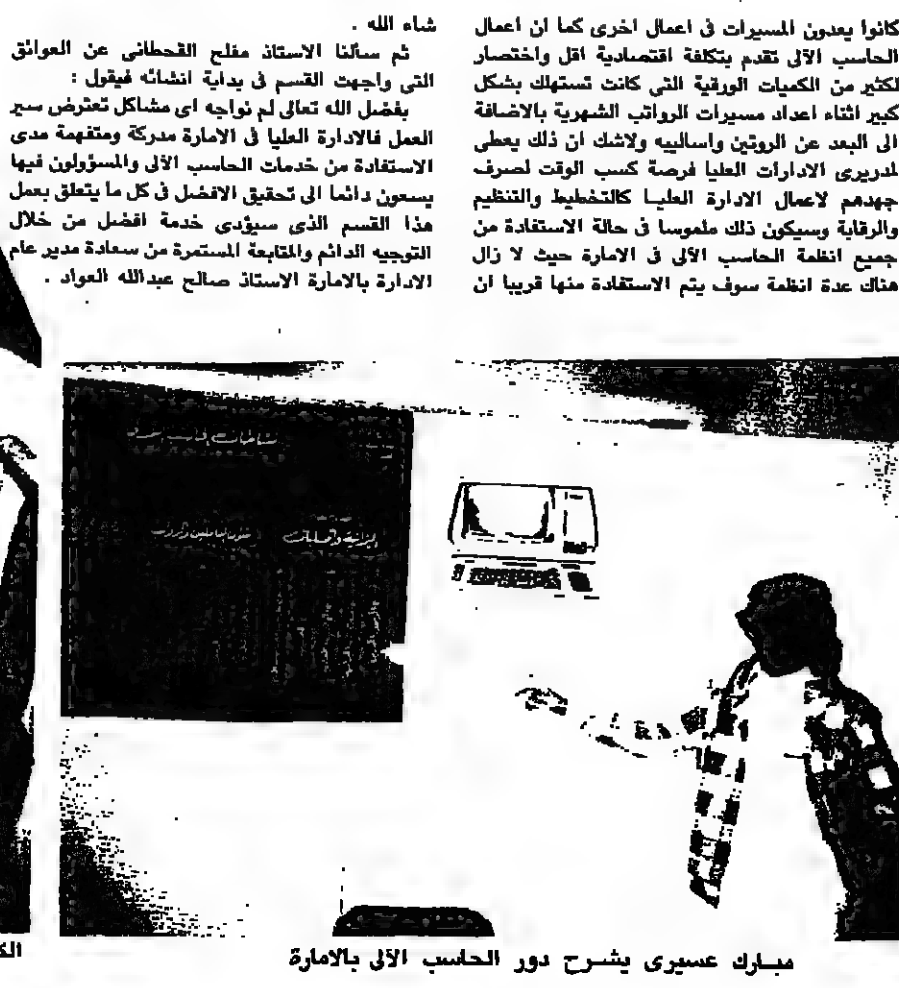 كانوا يعدون المسيرات فى اعمال اخرى كما ان اعمال
الحاسب الآلى تقدم بتكلفة اقتصادية اقل واختصار
لكثير من الكميات الورقية التى كانت تستهلك بشكل
كبير اثناء اعداد مسيرات الرواتب الشهرية بالاضافة
الى البعد عن الروتين واساليبه ولاشك ان ذلك يعطى
لمدريرى الادارات العليا فرصة كسب الوقت لصرف
جهدهم لاعمال الادارة العليا كالتخطيط والتنظيم
والرقابة وسيكون ذلك ملموسا فى حالة الاستفادة من
جميع انظمة الحاسب الآلى فى الامارة حيث لا زال
هناك عدة انظمة سوف يتم الاستفادة منها قريبا ان
شاء الله .
ثم سألنا الاستاذ مفلح القحطانى عن العوائق
التى واجهت القسم فى بداية انشائه فيقول :
بفضل الله تعالى لم نواجه اى مشاكل تعترض سير
العمل فالادارة العليا فى الامارة مدركة ومتفهمة مدى
الاستفادة من خدمات الحاسب الآلى والمسؤولون فيها
يسعون دائما الى تحقيق الافضل فى كل ما يتعلق بعمل
هذا القسم الذى سيؤدى خدمة افضل من خلال
التوجيه الدائم والمتابعة المستمرة من سعادة مدير عام
الادارة بالامارة الاستاذ صالح عبدالله العواد .
مبارك عسيرى يشرح دور الحاسب الآلى بالامارة